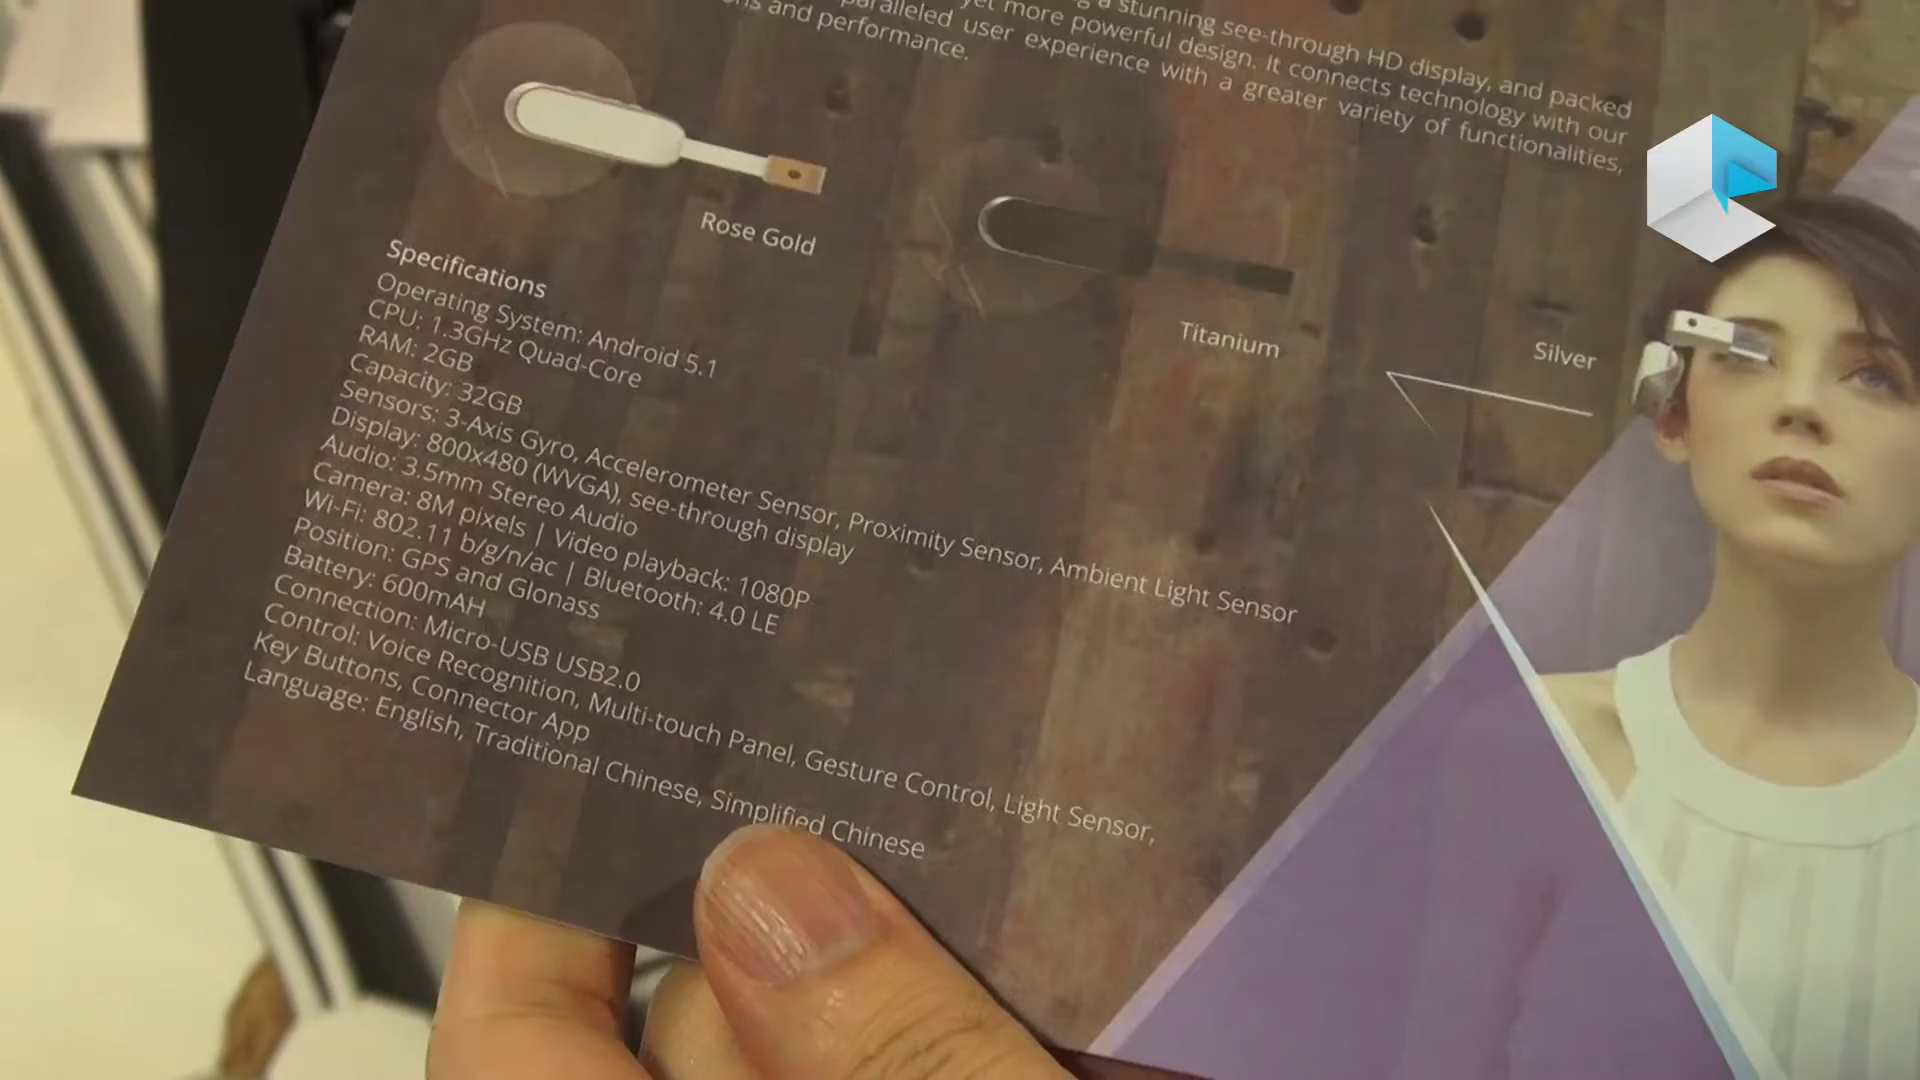 a stunning see-through HD display, and packed
yet more powerful design. It connects technology with our
user experience with a greater variety of functionalities,
and performance.
Rose Gold
Titanium
Silver
Specifications
Operating System: Android 5.1
CPU: 1.3GHz Quad-Core
RAM: 2GB
Capacity: 32GB
Sensors: 3-Axis Gyro, Accelerometer Sensor, Proximity Sensor, Ambient Light Sensor
Display: 800x480 (WVGA), see-through display
Audio: 3.5mm Stereo Audio
Camera: 8M pixels | Video playback: 1080P
Wi-Fi: 802.11 b/g/n/ac | Bluetooth: 4.0 LE
Position: GPS and Glonass
Battery: 600mAH
Connection: Micro-USB USB2.0
Control: Voice Recognition, Multi-touch Panel, Gesture Control, Light Sensor,
Key Buttons, Connector App
Language: English, Traditional Chinese, Simplified Chinese